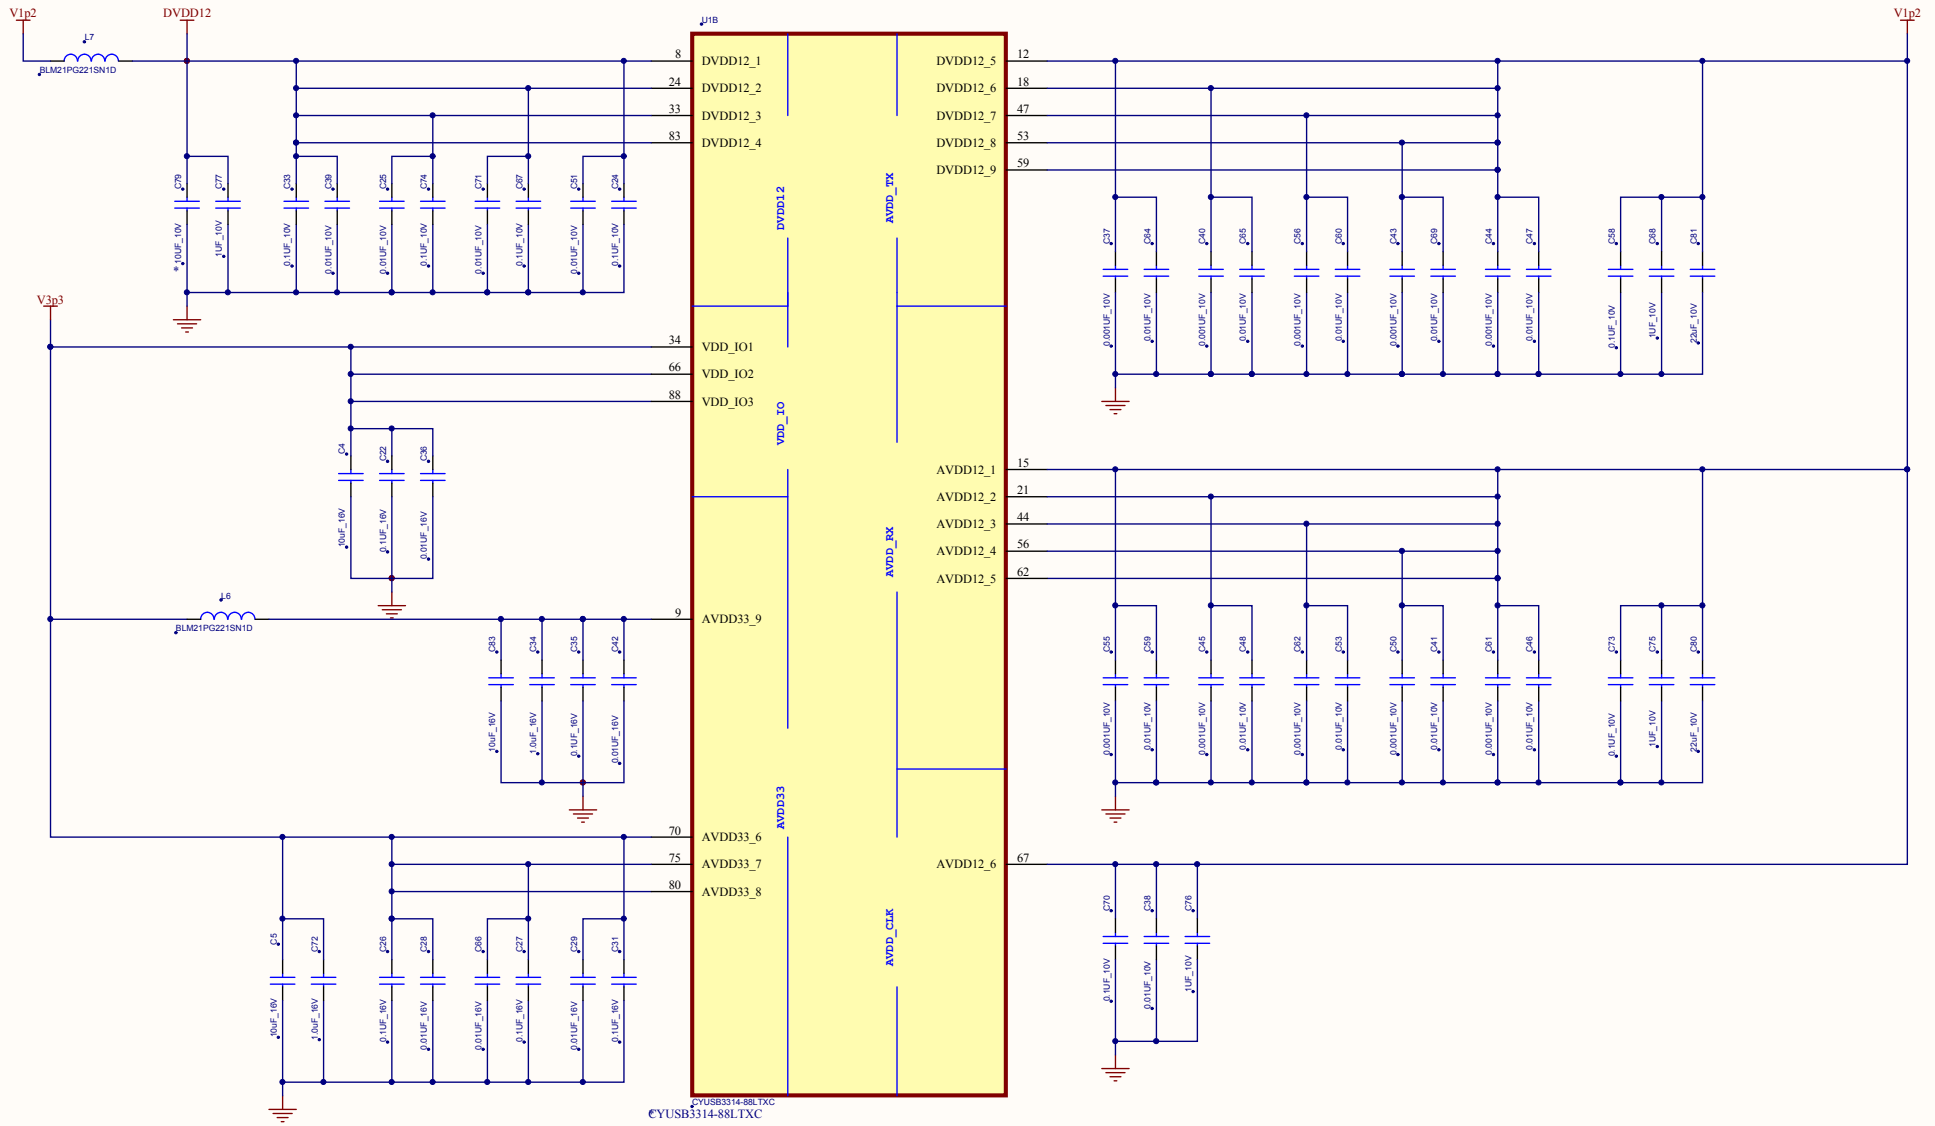 V1p2
DVDD12
V1p2
U1B
L7
BLM21PG221SN1D
8
DVDD12_1
24
DVDD12_2
33
DVDD12_3
83
DVDD12_4
DVDD12_5
12
DVDD12_6
18
DVDD12_7
47
DVDD12_8
53
DVDD12_9
59
DVDD12
AVDD_TX
C79
C77
C33
C39
C25
C74
C71
C67
C51
C24
* 10UF_10V
1UF_10V
0.1UF_10V
0.01UF_10V
0.01UF_10V
0.1UF_10V
0.01UF_10V
0.1UF_10V
0.01UF_10V
0.1UF_10V
C37
C64
C40
C65
C56
C60
C43
C69
C44
C47
C58
C68
C81
0.001UF_10V
0.01UF_10V
0.001UF_10V
0.01UF_10V
0.001UF_10V
0.01UF_10V
0.001UF_10V
0.01UF_10V
0.001UF_10V
0.01UF_10V
0.1UF_10V
1UF_10V
22uF_10V
V3p3
34
VDD_IO1
66
VDD_IO2
88
VDD_IO3
VDD_IO
C4
C22
C36
10uF_16V
0.1UF_16V
0.01UF_16V
AVDD12_1
15
AVDD12_2
21
AVDD12_3
44
AVDD12_4
56
AVDD12_5
62
AVDD_RX
L6
BLM21PG221SN1D
9
AVDD33_9
C83
C34
C35
C42
10uF_16V
1.0uF_16V
0.1UF_16V
0.01UF_16V
C55
C59
C45
C48
C62
C53
C50
C41
C61
C46
C73
C75
C80
0.001UF_10V
0.01UF_10V
0.001UF_10V
0.01UF_10V
0.001UF_10V
0.01UF_10V
0.001UF_10V
0.01UF_10V
0.001UF_10V
0.01UF_10V
0.1UF_10V
1UF_10V
22uF_10V
AVDD33
70
AVDD33_6
75
AVDD33_7
80
AVDD33_8
AVDD12_6
67
AVDD_CLK
C5
C72
C26
C28
C66
C27
C29
C31
10uF_16V
1.0uF_16V
0.1UF_16V
0.01UF_16V
0.01UF_16V
0.1UF_16V
0.01UF_16V
0.1UF_16V
C70
C38
C76
0.1UF_10V
0.01UF_10V
1UF_10V
CYUSB3314-88LTXC
CYUSB3314-88LTXC